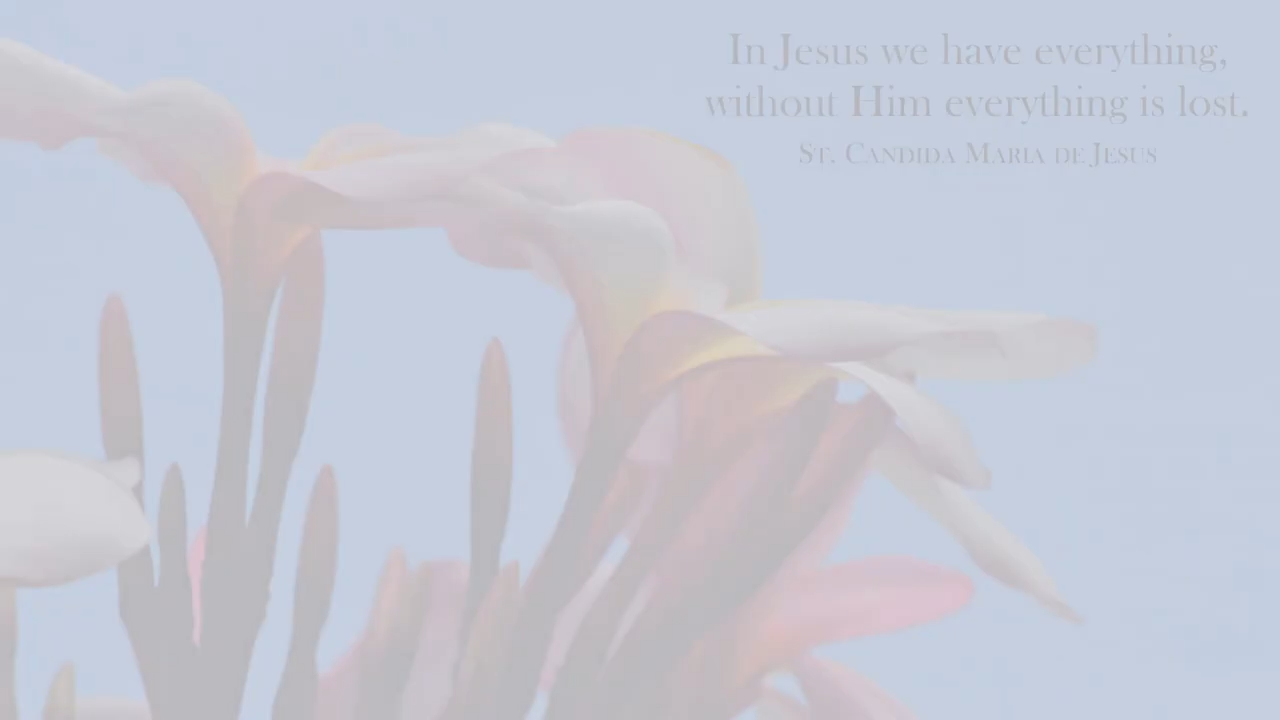 In Jesus we have everything,
without Him everything is lost.
St. Candida Maria de Jesus